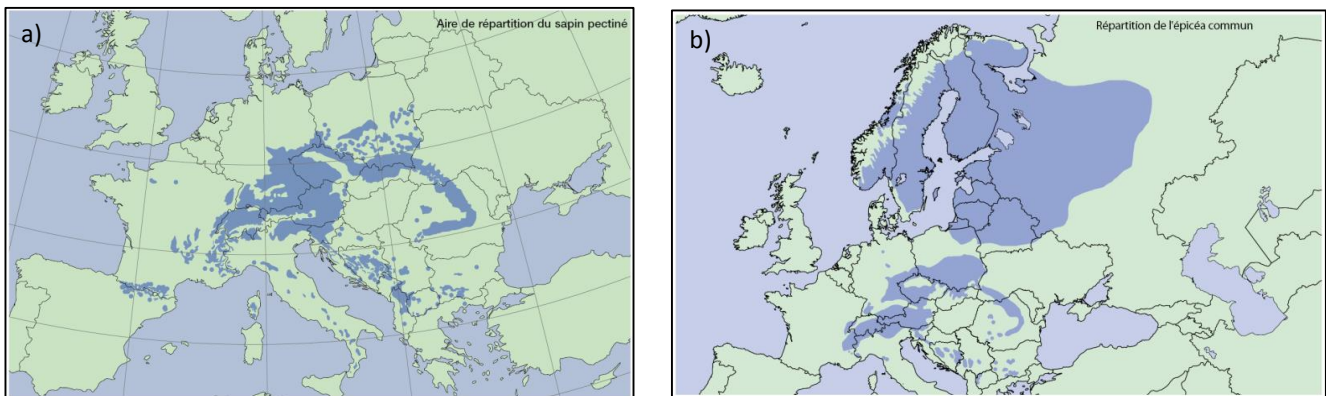 a)
Aire de répartition du sapin pectiné
b)
Répartition de l'épicéa commun